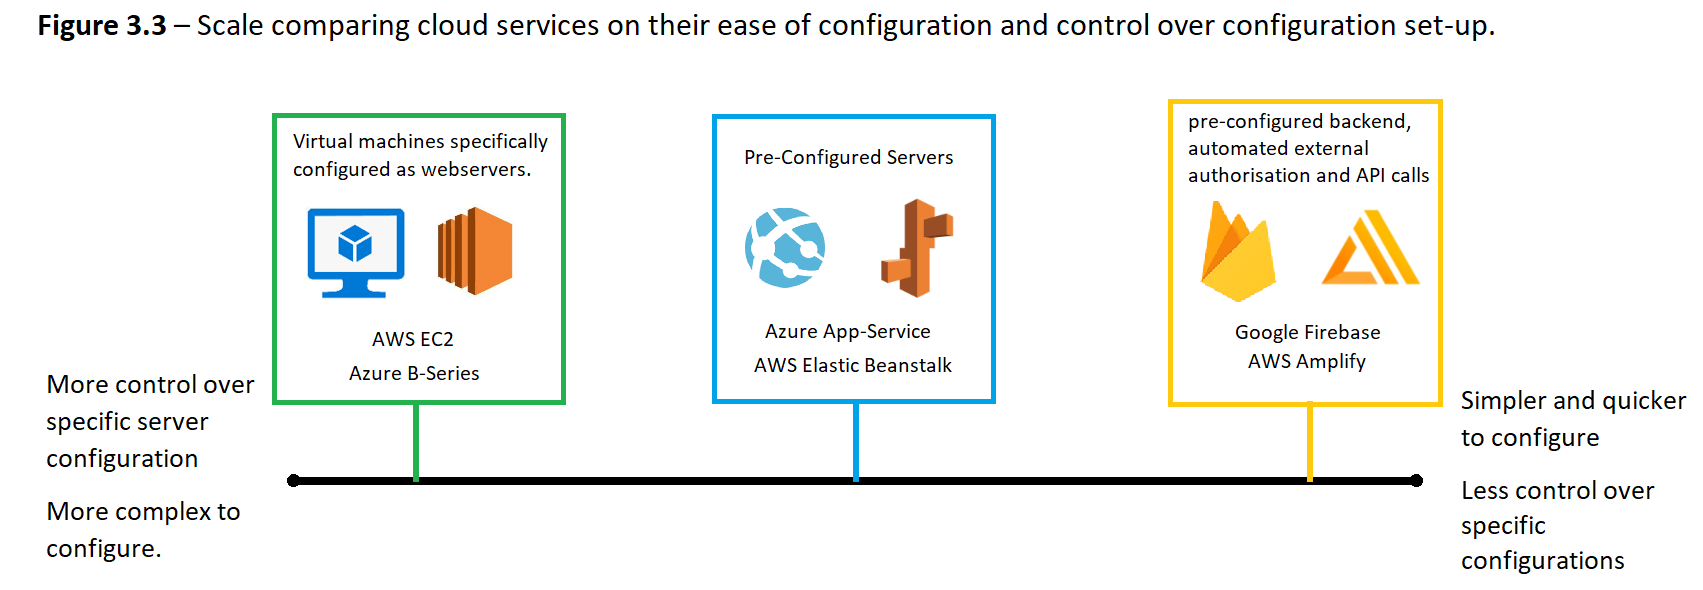 Figure 3.3 – Scale comparing cloud services on their ease of configuration and control over configuration set-up.
Virtual machines specifically
configured as webservers.
AWS EC2
Azure B-Series
Pre-Configured Servers
Azure App-Service
AWS Elastic Beanstalk
pre-configured backend,
automated external
authorisation and API calls
Google Firebase
AWS Amplify
More control over
specific server
configuration
More complex to
configure.
Simpler and quicker
to configure
Less control over
specific
configurations